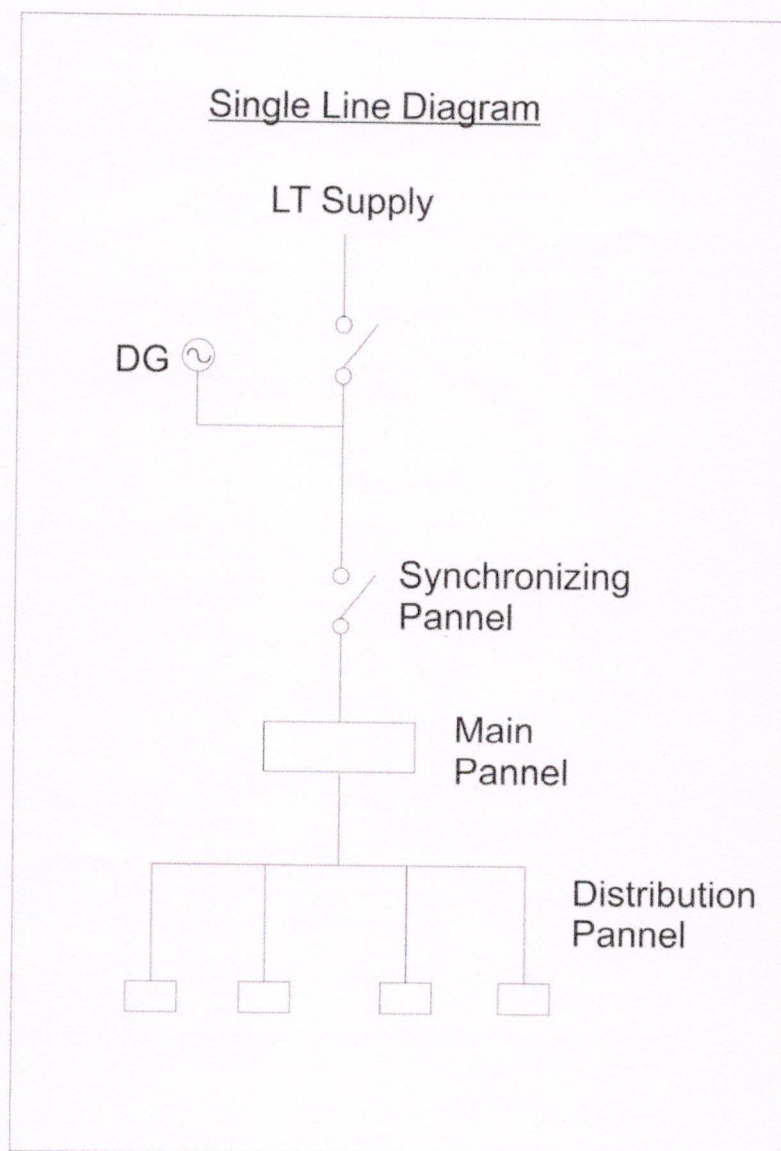 Single Line Diagram
LT Supply
DG
Synchronizing
Pannel
Main
Pannel
Distribution
Pannel